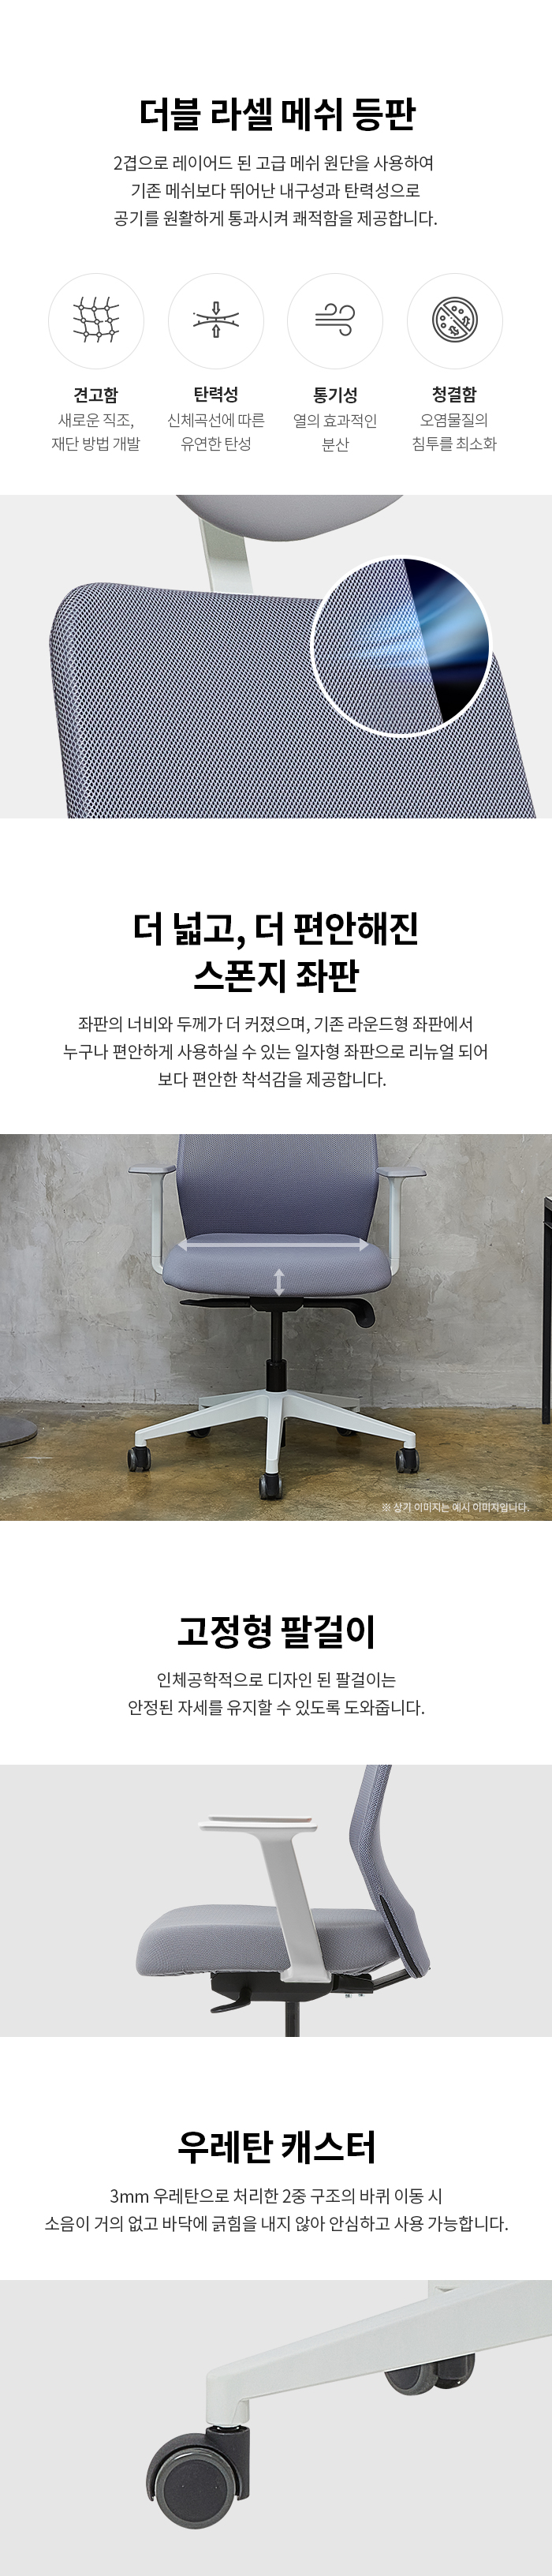 더블 라셀 메쉬 등판
2겹으로 레이어드 된 고급 메쉬 원단을 사용하여
기존 메쉬보다 뛰어난 내구성과 탄력성으로
공기를 원활하게 통과시켜 쾌적함을 제공합니다.
견고함
새로운 직조,
재단 방법 개발
탄력성
신체곡선에 따른
유연한 탄성
통기성
열의 효과적인
분산
청결함
오염물질의
침투를 최소화
더 넓고, 더 편안해진
스폰지 좌판
좌판의 너비와 두께가 더 커졌으며, 기존 라운드형 좌판에서
누구나 편안하게 사용하실 수 있는 일자형 좌판으로 리뉴얼 되어
보다 편안한 착석감을 제공합니다.
※ 상기 이미지는 예시 이미지입니다.
고정형 팔걸이
인체공학적으로 디자인 된 팔걸이는
안정된 자세를 유지할 수 있도록 도와줍니다.
우레탄 캐스터
3mm 우레탄으로 처리한 2중 구조의 바퀴 이동 시
소음이 거의 없고 바닥에 긁힘을 내지 않아 안심하고 사용 가능합니다.